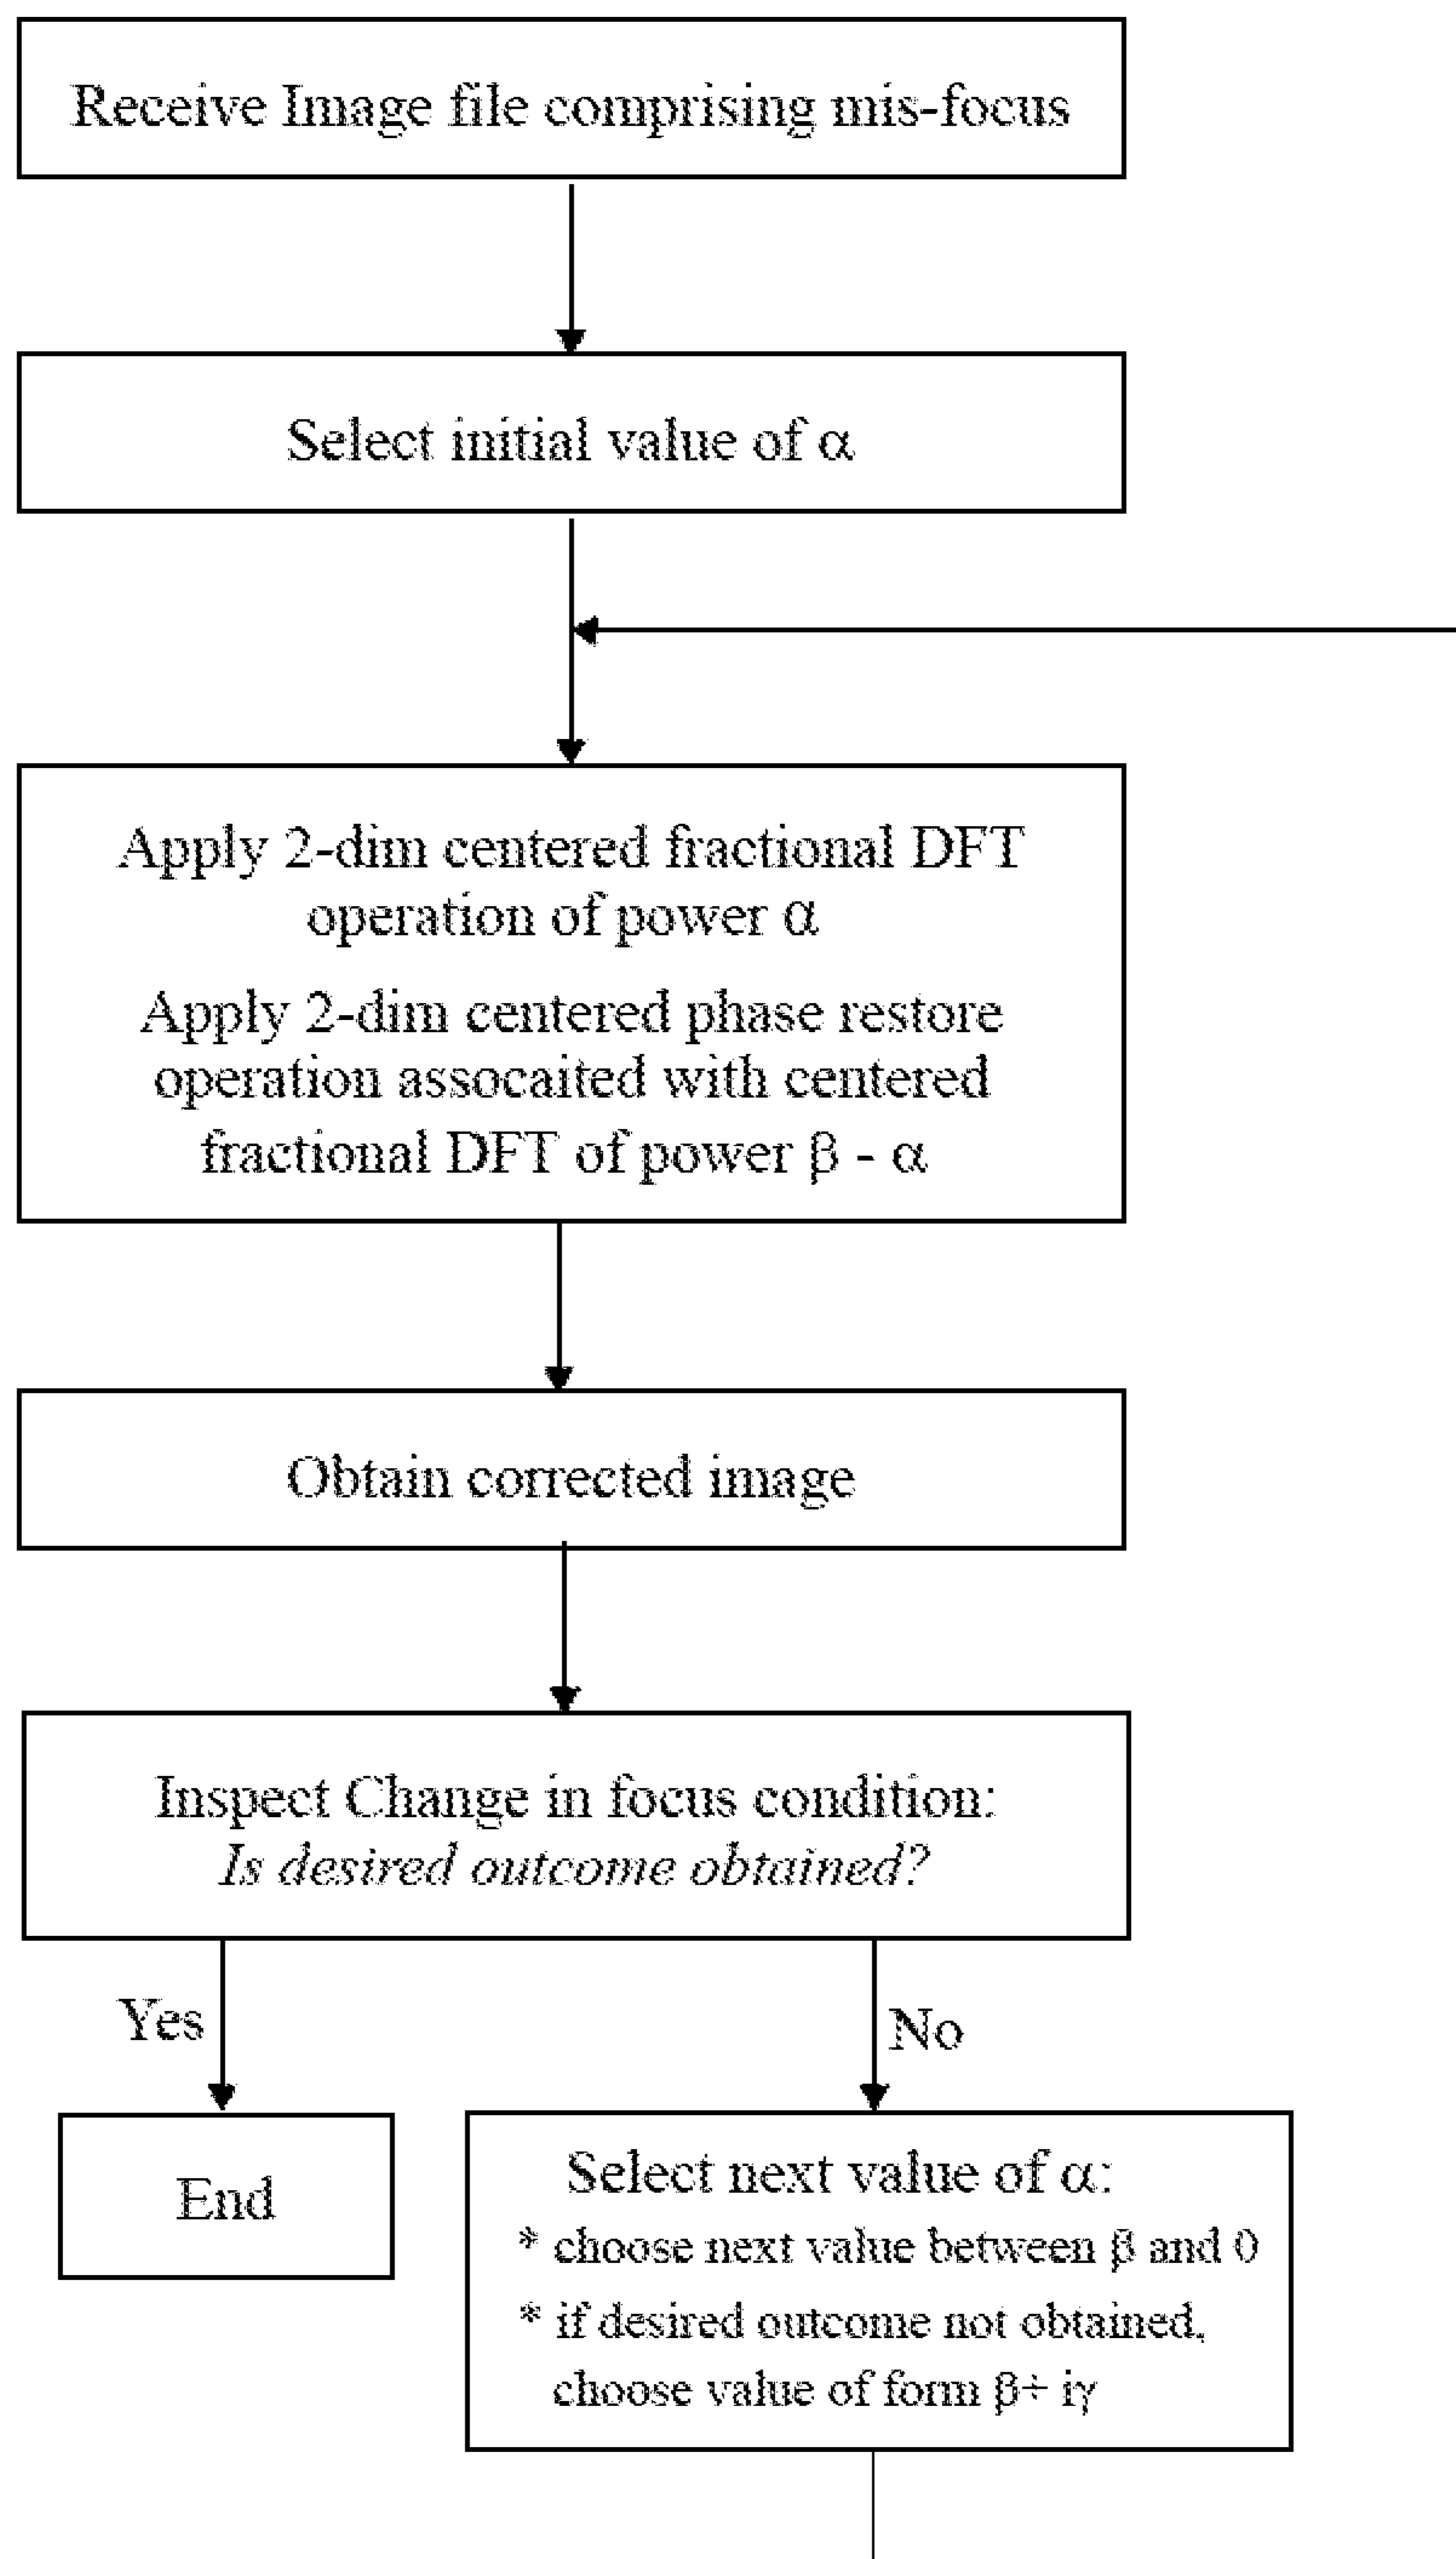 Receive Image file comprising mis-focus
Select initial value of α
Apply 2-dim centered fractional DFT
operation of power α
Apply 2-dim centered phase restore
operation assocaited with centered
fractional DFT of power β - α
Obtain corrected image
Inspect Change in focus condition:
Is desired outcome obtained?
Yes
No
End
Select next value of α:
* choose next value between β and 0
* if desired outcome not obtained,
choose value of form β+ iγ